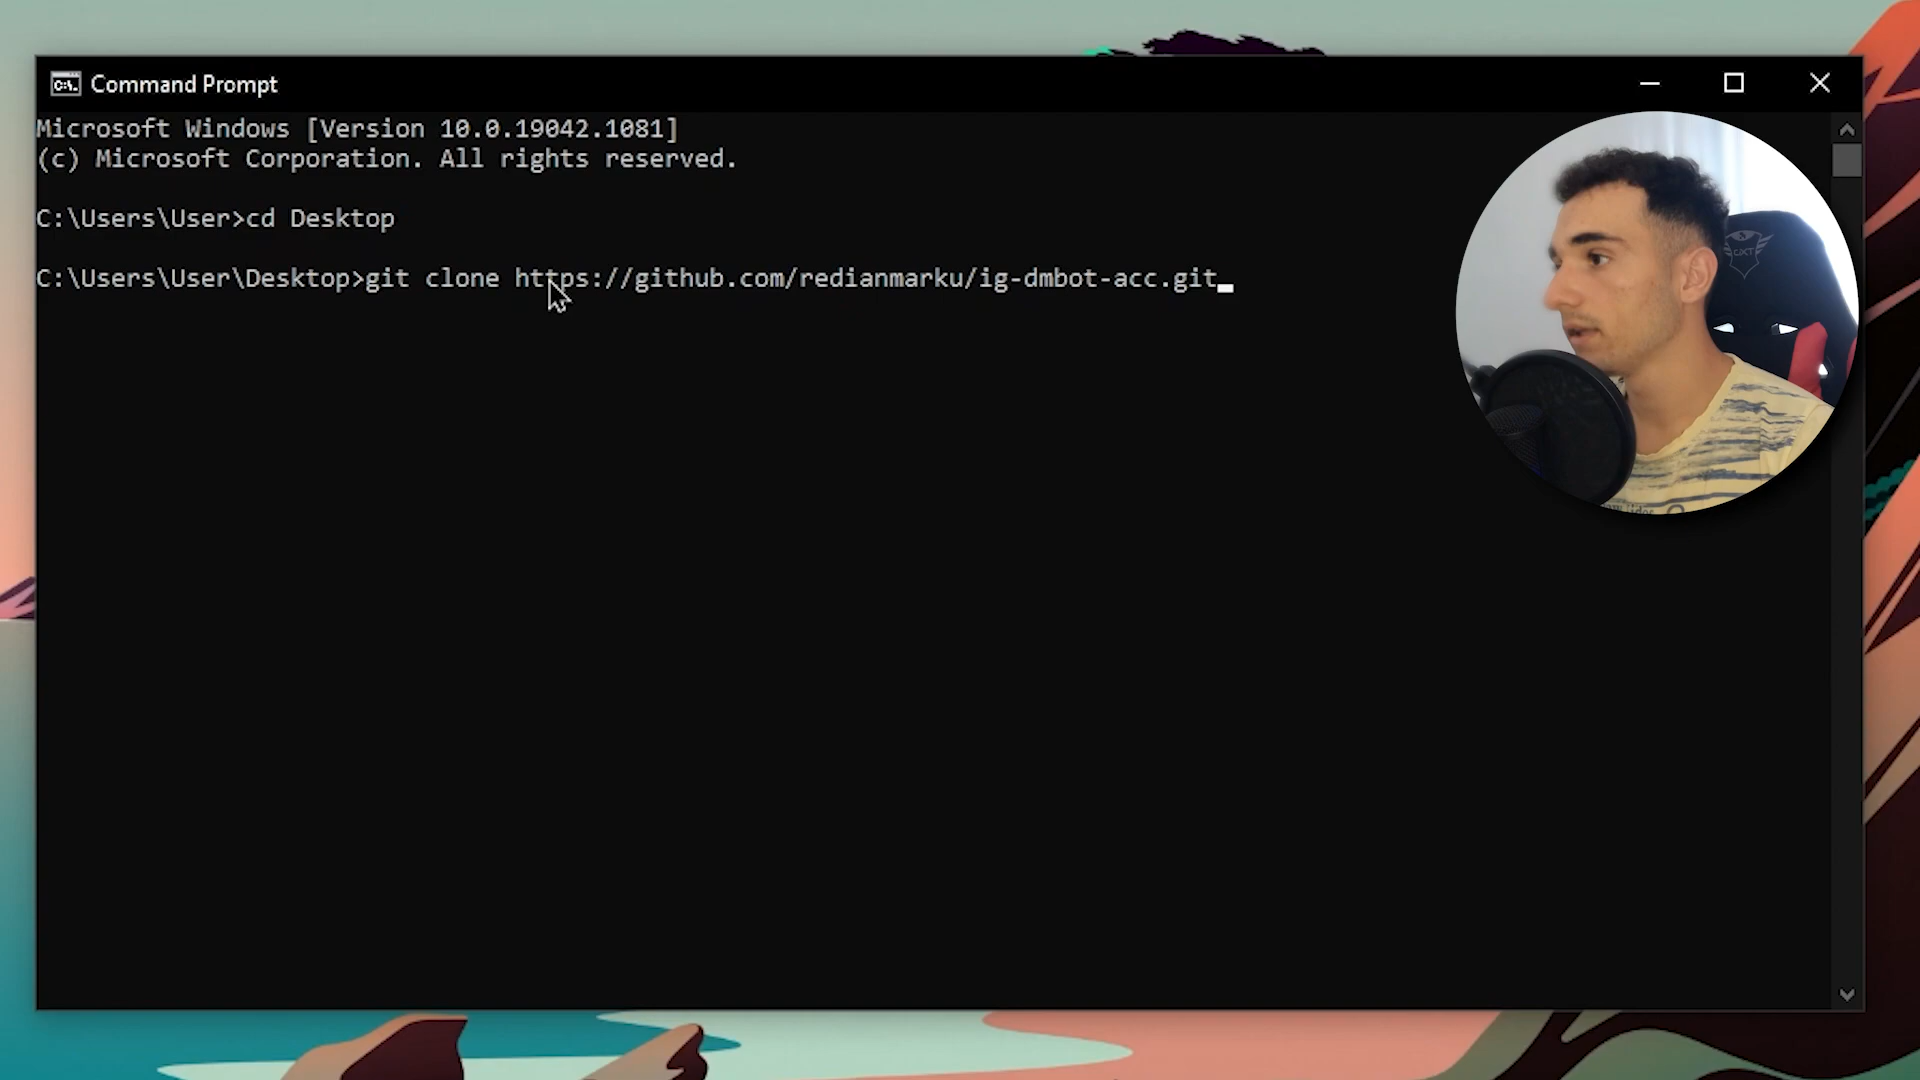 Command Prompt
Microsoft Windows [Version 10.0.19042.1081]
(c) Microsoft Corporation. All rights reserved.
C:\Users\User>cd Desktop
C:\Users\User\Desktop>git clone https://github.com/redianmarku/ig-dmbot-acc.git